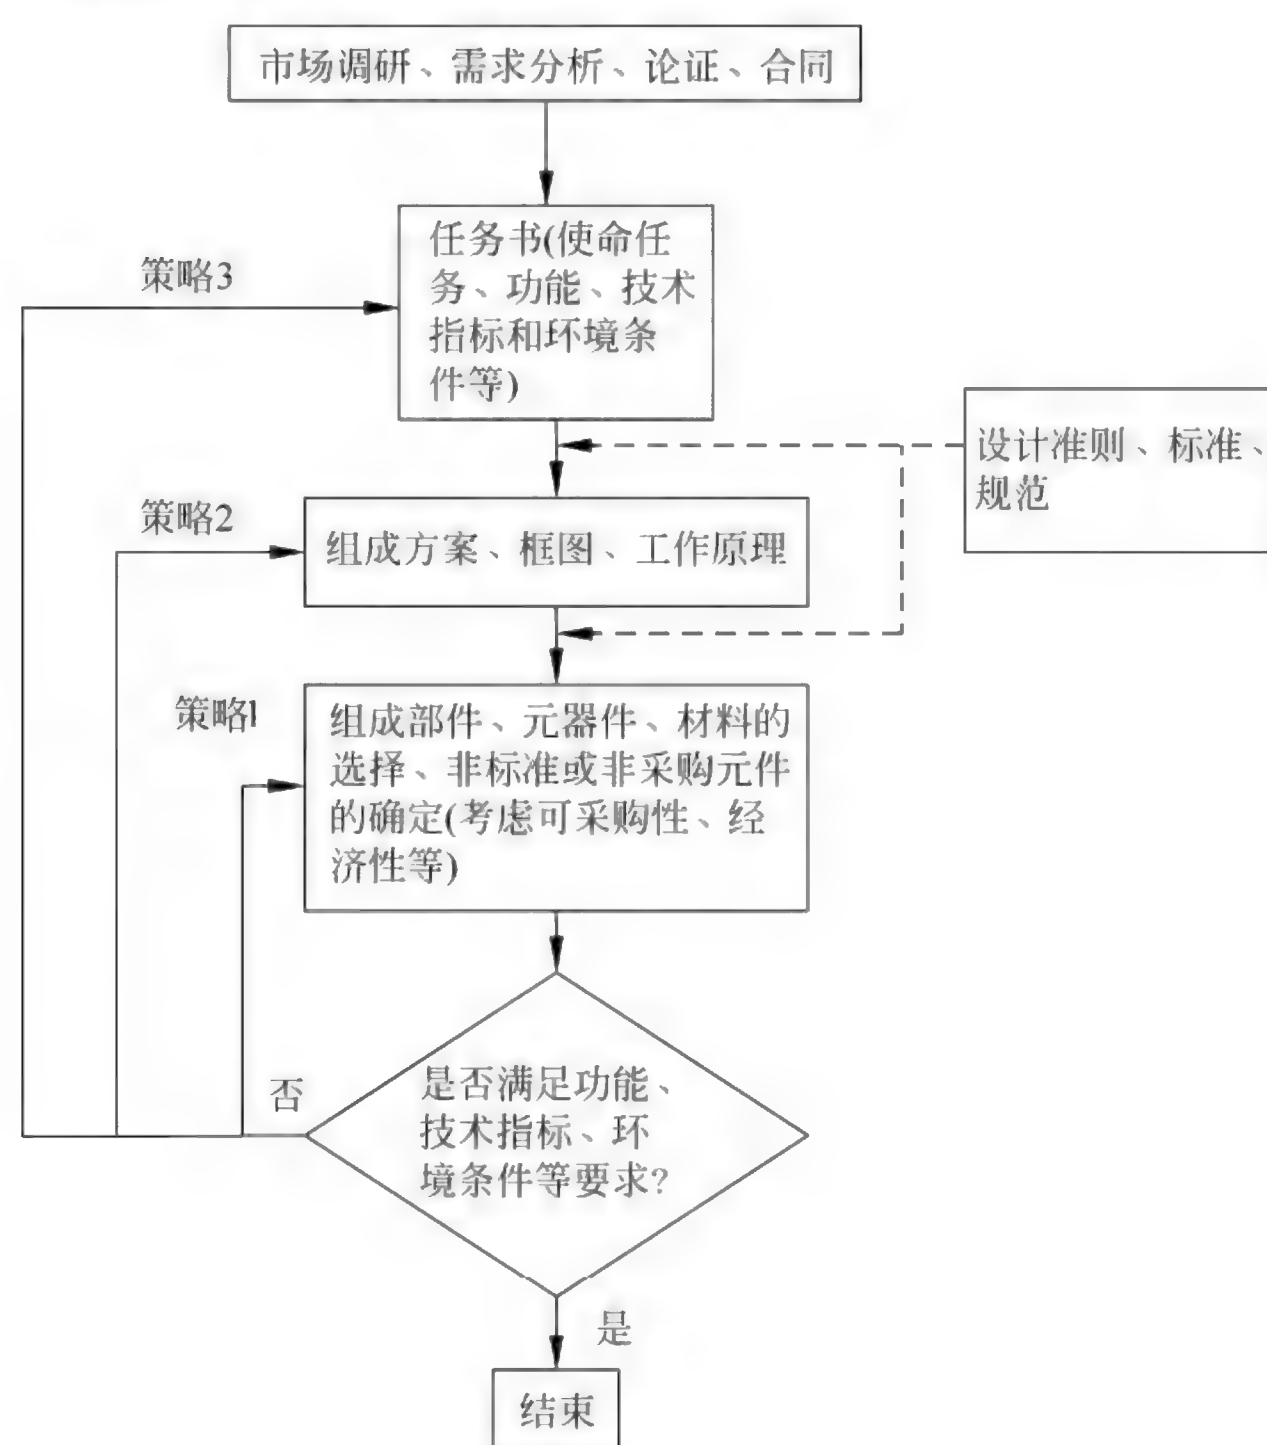 市场调研、需求分析、论证、合同
任务书(使命任
务、功能、技术
指标和环境条
件等)
策略3
设计准则、标准、
规范
策略2
组成方案、框图、工作原理
策略1
组成部件、元器件、材料的
选择、非标准或非采购元件
的确定(考虑可采购性、经
济性等)
否
是否满足功能、
技术指标、环
境条件等要求?
是
结束